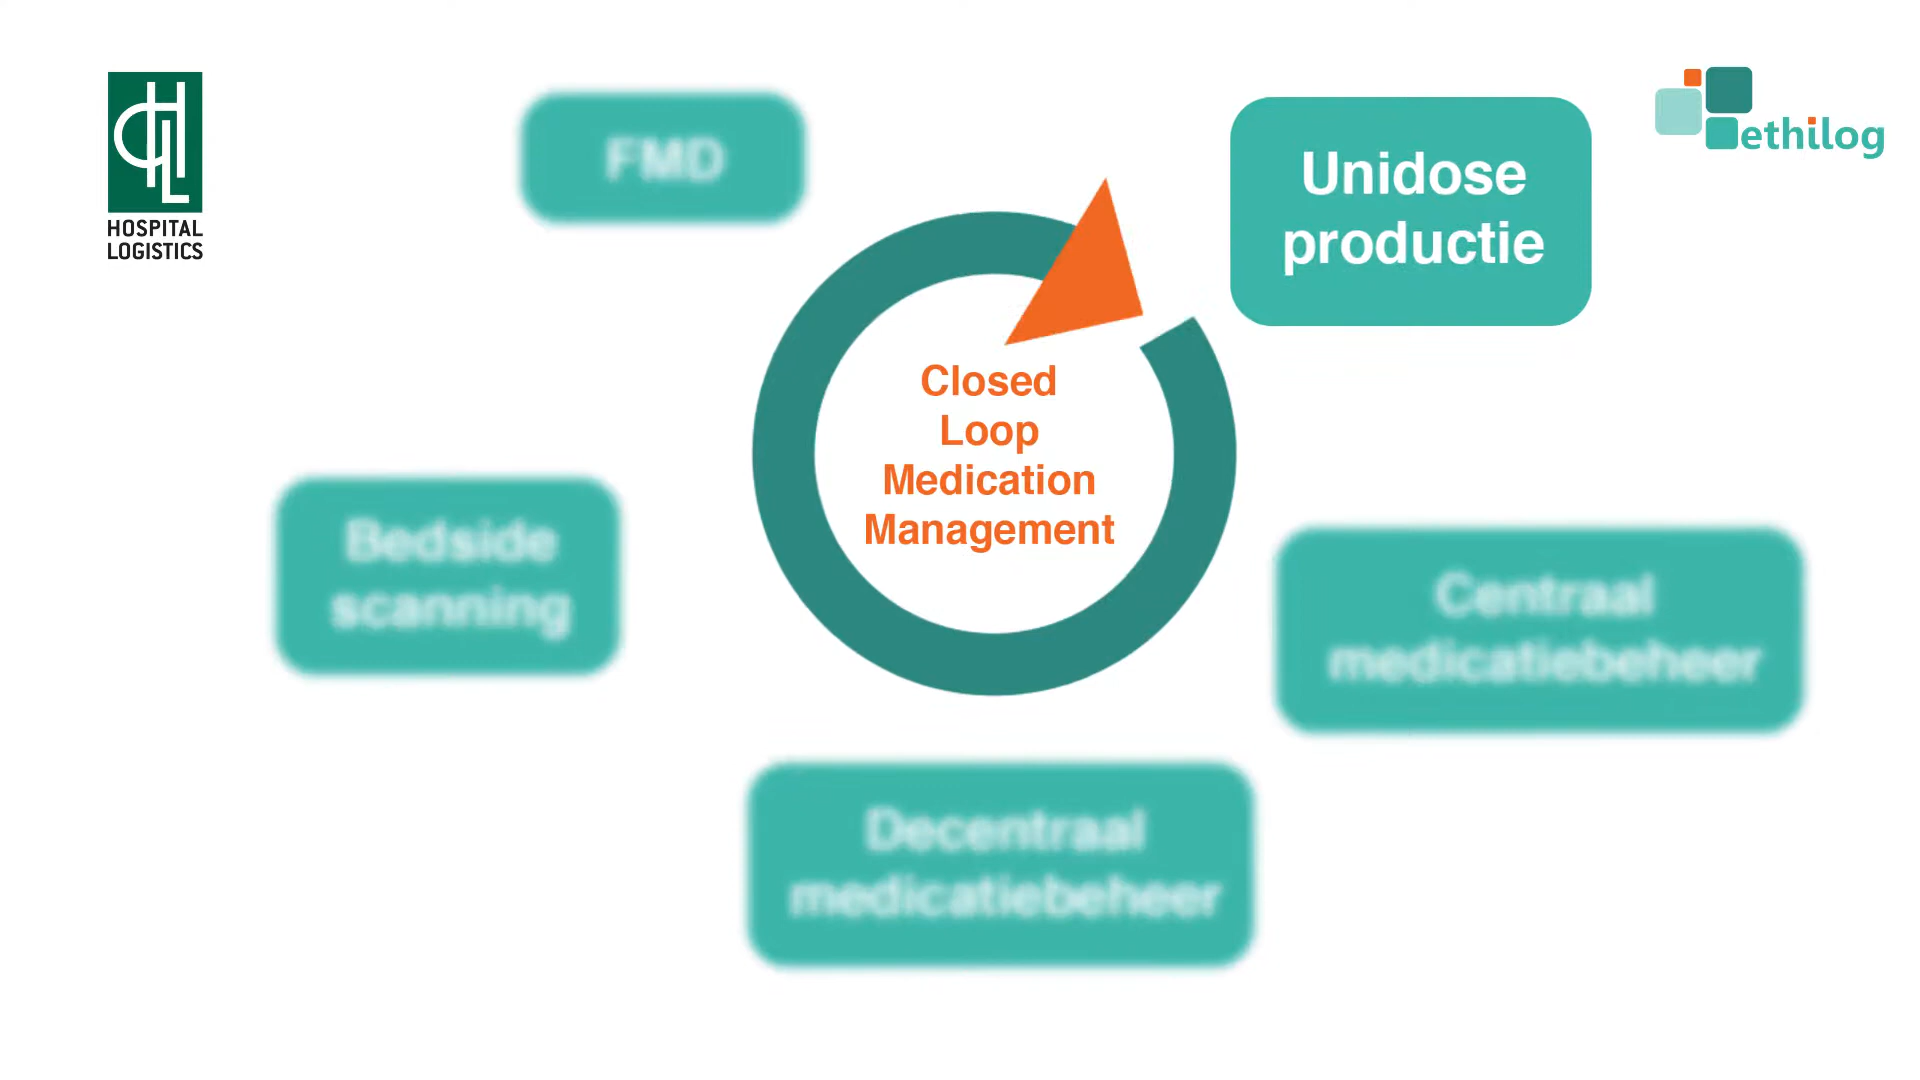 HOSPITAL
LOGISTICS
FMD
Unidose
productie
ethilog
Closed
Loop
Medication
Management
Bedside
scanning
Centraal
medicatiebeheer
Decentraal
medicatiebeheer